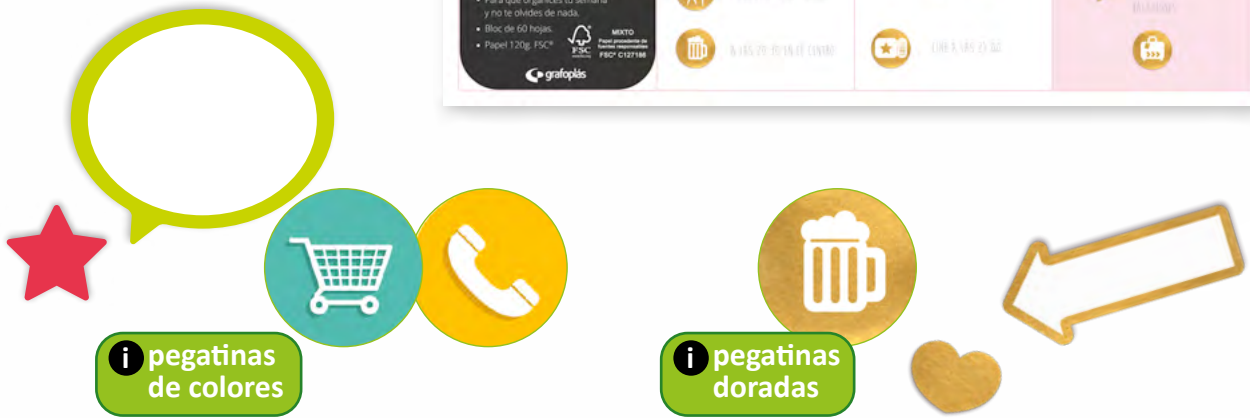 • Para que organices tu semana
y no te olvides de nada.
• Bloc de 60 hojas.
• Papel 120g. FSC®
FSC
MIXTO
Papel procedente de
fuentes responsables
FSC® C127186
grafoplás
i pegatinas
de colores
i pegatinas
doradas